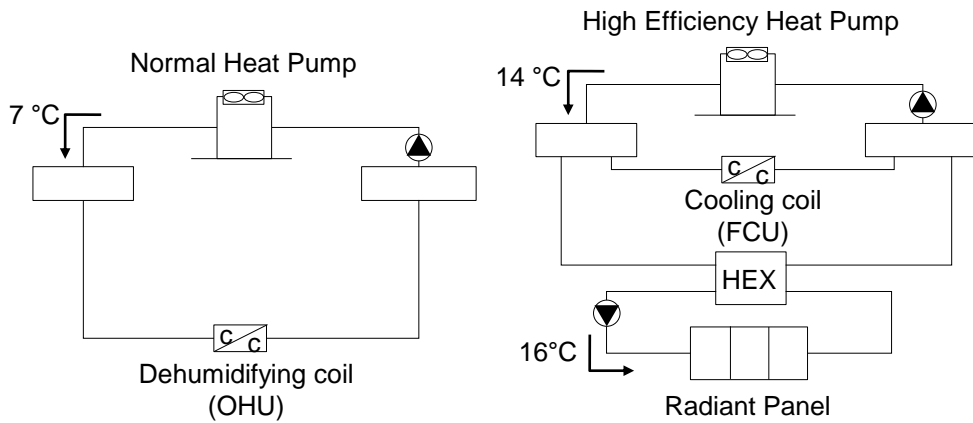 Normal Heat Pump
7 °C
C
C
Dehumidifying coil
(OHU)
High Efficiency Heat Pump
14 °C
C
C
Cooling coil
(FCU)
HEX
16°C
Radiant Panel